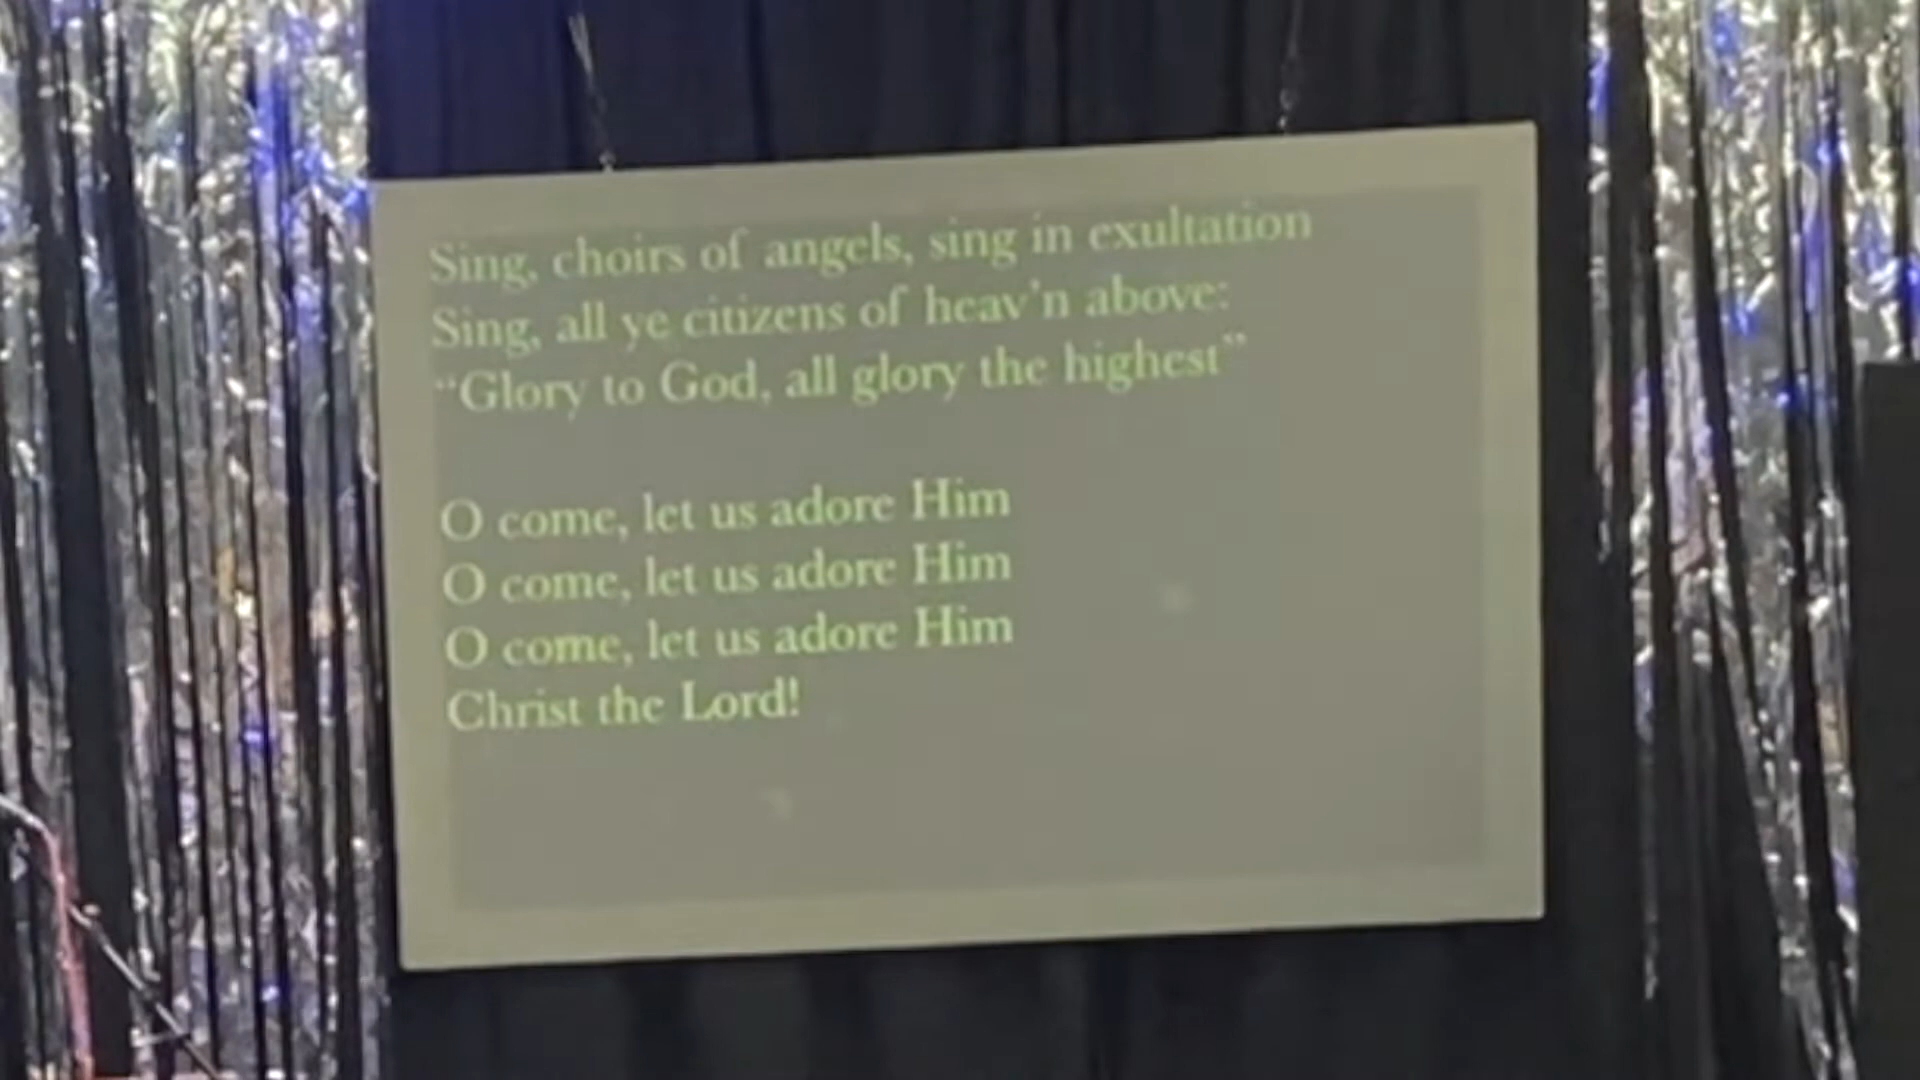 Sing, choirs of angels, sing in exultation
Sing, all ye citizens of heav'n above:
“Glory to God, all glory the highest”
O come, let us adore Him
O come, let us adore Him
O come, let us adore Him
Christ the Lord!